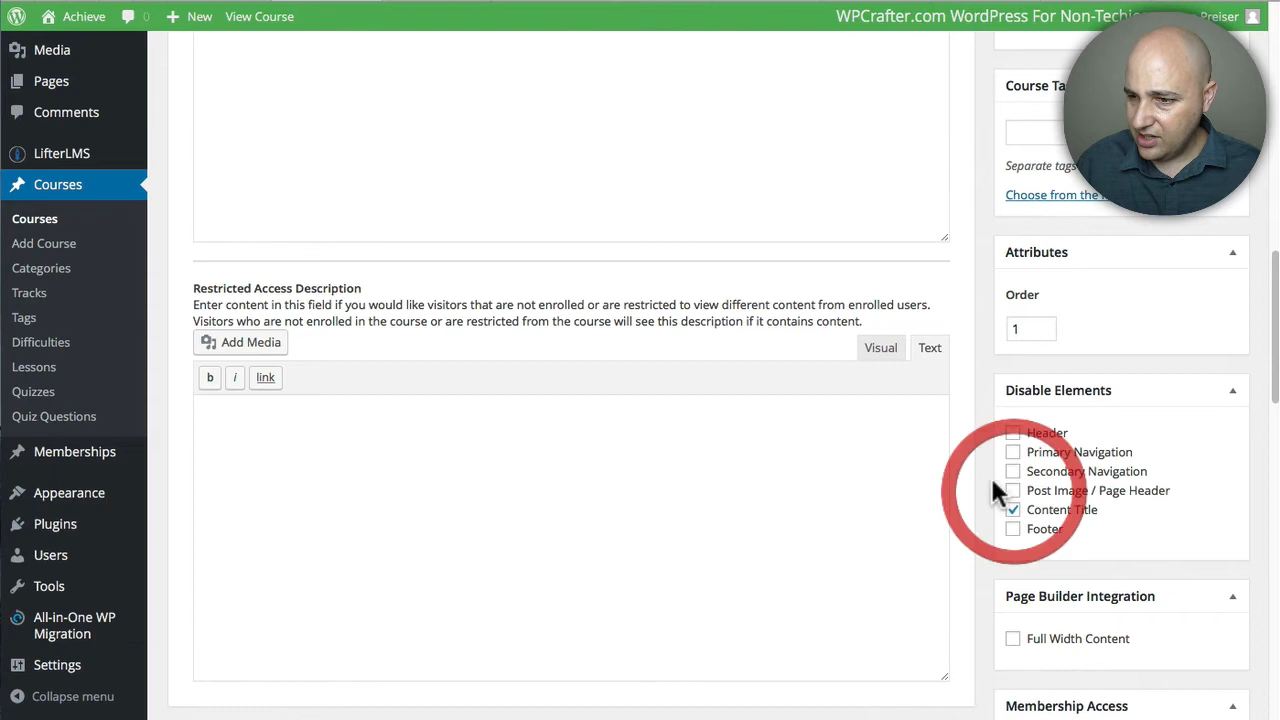 Achieve 0 New View Course WPCrafter.com WordPress For Non-Techi Preiser
Media
Pages
Comments
LifterLMS
Courses
Courses
Add Course
Categories
Tracks
Tags
Difficulties
Lessons
Quizzes
Quiz Questions
Memberships
Appearance
Plugins
Users
Tools
All-in-One WP
Migration
Settings
Collapse menu
Restricted Access Description
Enter content in this field if you would like visitors that are not enrolled or are restricted to view different content from enrolled users.
Visitors who are not enrolled in the course or are restricted from the course will see this description if it contains content.
Add Media
Visual Text
b i link
Course Ta
Separate tags
Choose from the
Attributes
Order
1
Disable Elements
Header
Primary Navigation
Secondary Navigation
Post Image / Page Header
Content Title
Footer
Page Builder Integration
Full Width Content
Membership Access